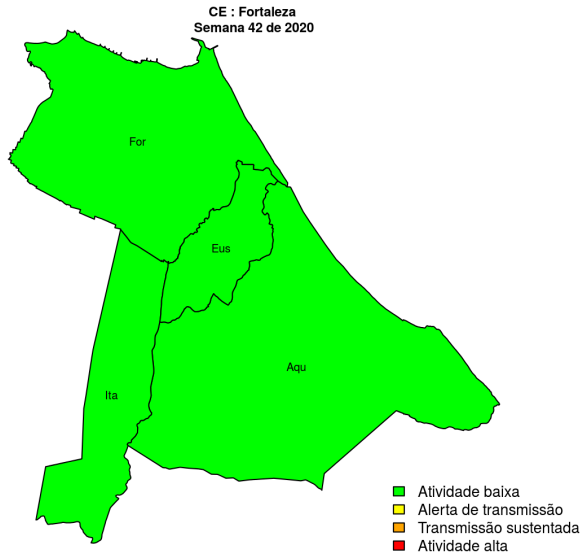 CE : Fortaleza
Semana 42 de 2020
For
Eus
Aqu
Ita
Atividade baixa
Alerta de transmissão
Transmissão sustentada
Atividade alta